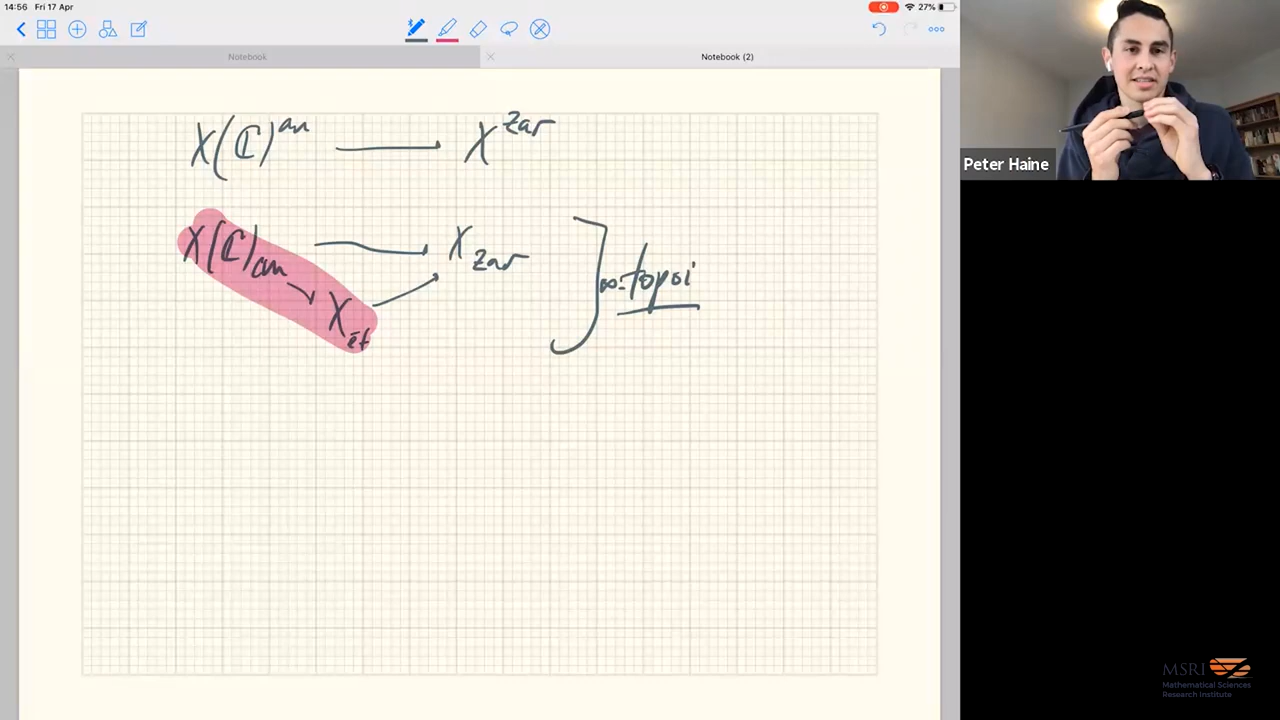 14:56 Fri 17 Apr
27%
Notebook
Notebook (2)
X(ℂ)^an ⟶ X^Zar
X(ℂ)_an ⟶ X_Zar
X_ét
∞-topoi
Peter Haine
MSRI
Mathematical Sciences
Research Institute